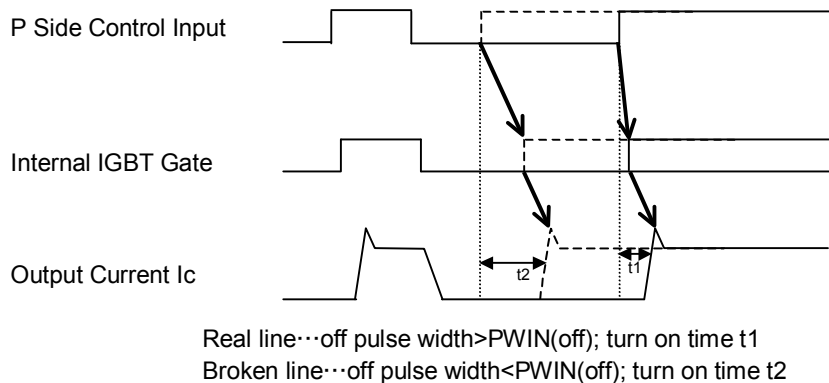 P Side Control Input
Internal IGBT Gate
Output Current Ic
t2
t1
Real line⋯off pulse width>PWIN(off); turn on time t1
Broken line⋯off pulse width<PWIN(off); turn on time t2